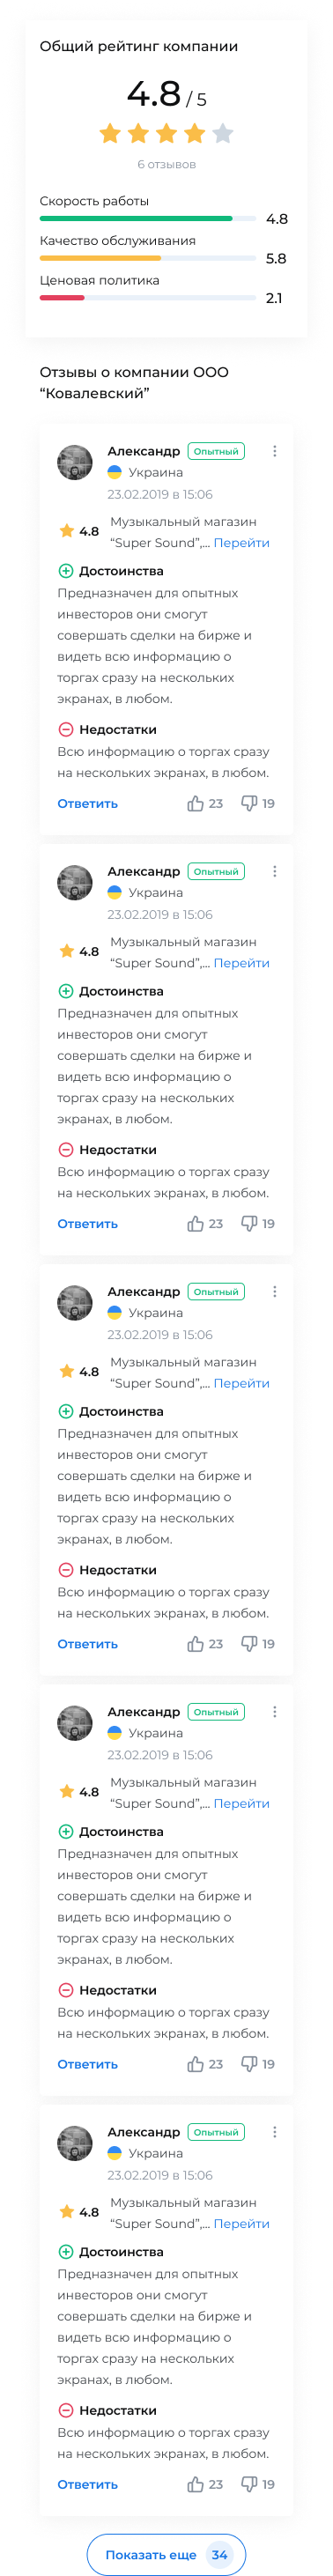 Общий рейтинг компании
4.8 / 5
6 отзывов
Скорость работы
4.8
Качество обслуживания
5.8
Ценовая политика
2.1
Отзывы о компании ООО
“Ковалевский”
Александр Опытный
Украина
23.02.2019 в 15:06
4.8 Музыкальный магазин
“Super Sound”,... Перейти
Достоинства
Предназначен для опытных
инвесторов они смогут
совершать сделки на бирже и
видеть всю информацию о
торгах сразу на нескольких
экранах, в любом.
Недостатки
Всю информацию о торгах сразу
на нескольких экранах, в любом.
Ответить 23 19
Александр Опытный
Украина
23.02.2019 в 15:06
4.8 Музыкальный магазин
“Super Sound”,... Перейти
Достоинства
Предназначен для опытных
инвесторов они смогут
совершать сделки на бирже и
видеть всю информацию о
торгах сразу на нескольких
экранах, в любом.
Недостатки
Всю информацию о торгах сразу
на нескольких экранах, в любом.
Ответить 23 19
Александр Опытный
Украина
23.02.2019 в 15:06
4.8 Музыкальный магазин
“Super Sound”,... Перейти
Достоинства
Предназначен для опытных
инвесторов они смогут
совершать сделки на бирже и
видеть всю информацию о
торгах сразу на нескольких
экранах, в любом.
Недостатки
Всю информацию о торгах сразу
на нескольких экранах, в любом.
Ответить 23 19
Александр Опытный
Украина
23.02.2019 в 15:06
4.8 Музыкальный магазин
“Super Sound”,... Перейти
Достоинства
Предназначен для опытных
инвесторов они смогут
совершать сделки на бирже и
видеть всю информацию о
торгах сразу на нескольких
экранах, в любом.
Недостатки
Всю информацию о торгах сразу
на нескольких экранах, в любом.
Ответить 23 19
Александр Опытный
Украина
23.02.2019 в 15:06
4.8 Музыкальный магазин
“Super Sound”,... Перейти
Достоинства
Предназначен для опытных
инвесторов они смогут
совершать сделки на бирже и
видеть всю информацию о
торгах сразу на нескольких
экранах, в любом.
Недостатки
Всю информацию о торгах сразу
на нескольких экранах, в любом.
Ответить 23 19
Показать еще 34